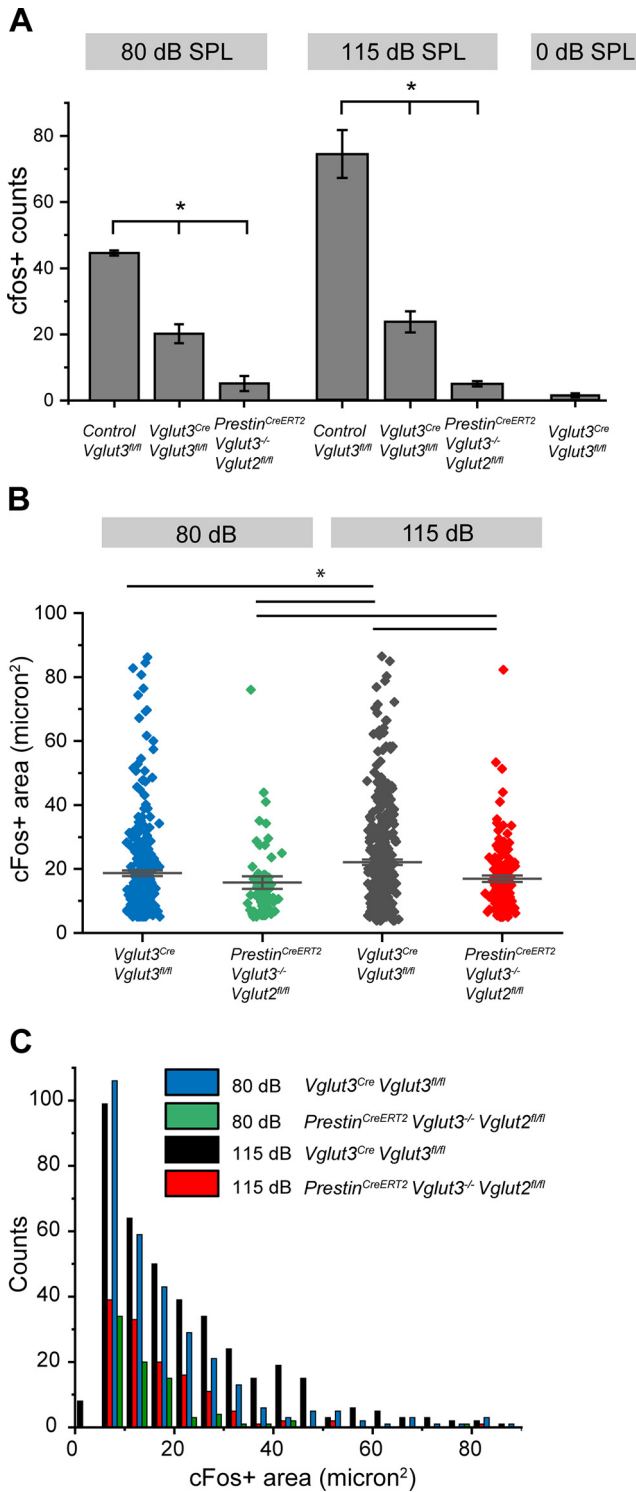 A
80 dB SPL 115 dB SPL 0 dB SPL
cfos+ counts
80
60
40
20
0
*
*
Control
Vglut3fl/fl
Vglut3Cre
Vglut3fl/fl
PrestinCreERT2
Vglut3-/-
Vglut2fl/fl
Control
Vglut3fl/fl
Vglut3Cre
Vglut3fl/fl
PrestinCreERT2
Vglut3-/-
Vglut2fl/fl
Vglut3Cre
Vglut3fl/fl
B
80 dB 115 dB
*
cFos+ area (micron2)
100
80
60
40
20
0
Vglut3Cre
Vglut3fl/fl
PrestinCreERT2
Vglut3-/-
Vglut2fl/fl
Vglut3Cre
Vglut3fl/fl
PrestinCreERT2
Vglut3-/-
Vglut2fl/fl
C
80 dB Vglut3Cre Vglut3fl/fl
80 dB PrestinCreERT2 Vglut3-/- Vglut2fl/fl
115 dB Vglut3Cre Vglut3fl/fl
115 dB PrestinCreERT2 Vglut3-/- Vglut2fl/fl
Counts
100
80
60
40
20
0
0 20 40 60 80
cFos+ area (micron2)